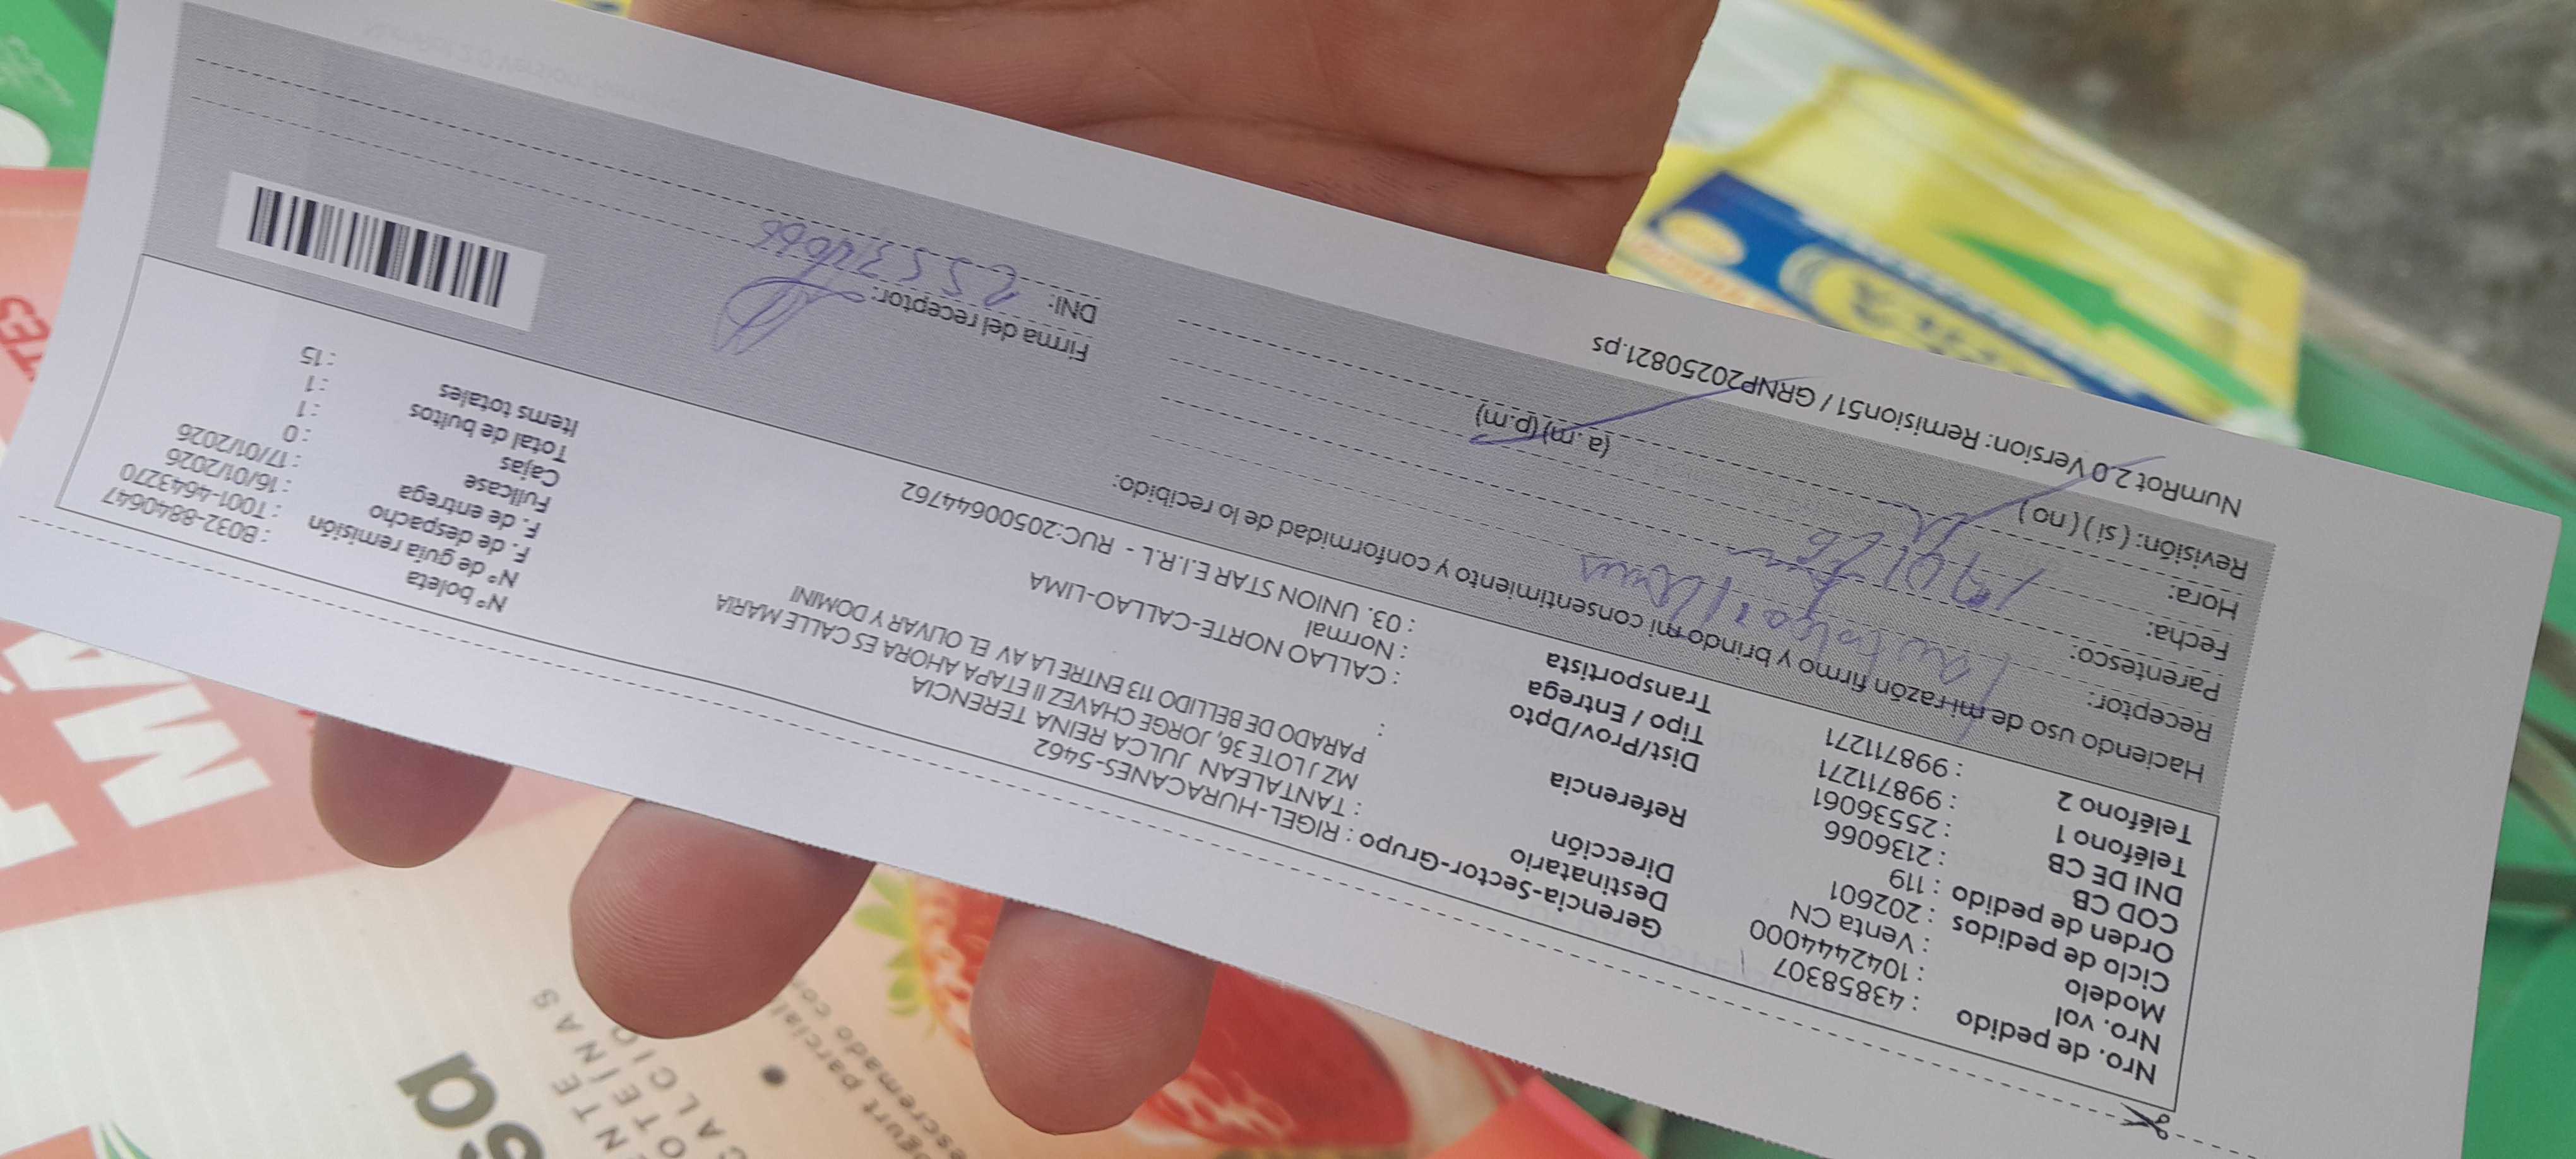 Nro. de pedido : 43858307
Nro. vol : 1042444000
Modelo : Venta CN
Ciclo de pedidos : 202601
Orden de pedido : 119
COD CB : 2136066
DNI DE CB : 25536061
Teléfono 1 : 998711271
Teléfono 2 : 998711271
Gerencia-Sector-Grupo : RIGEL-HURACANES-5462
Destinatario : TANTALEAN JULCA REINA TERENCIA
Dirección MZ J LOTE 36, JORGE CHAVEZ II ETAPA AHORA ES CALLE MARIA
PARADO DE BELLIDO 113 ENTRE LA AV EL OLIVAR Y DOMINI
Referencia :
Dist/Prov/Dpto : CALLAO NORTE-CALLAO-LIMA
Tipo / Entrega : Normal
Transportista : 03. UNION STAR E.I.R.L - RUC:20500644762
N° boleta : B032-8840647
N° de guía remisión : T001-4643270
F. de despacho : 16/01/2026
F. de entrega : 17/01/2026
Fullcase : 0
Cajas : 1
Total de bultos : 1
Items totales : 15
Haciendo uso de mi razón firmo y brindo mi consentimiento y conformidad de lo recibido:
Receptor:
Parentesco:
Fecha:
Hora: (a.m) (p.m)
Revisión: ( si ) ( no )
Firma del receptor:
DNI:
NumRot 2.0 Version: Remision51 / GRNP20250821.ps
NTE